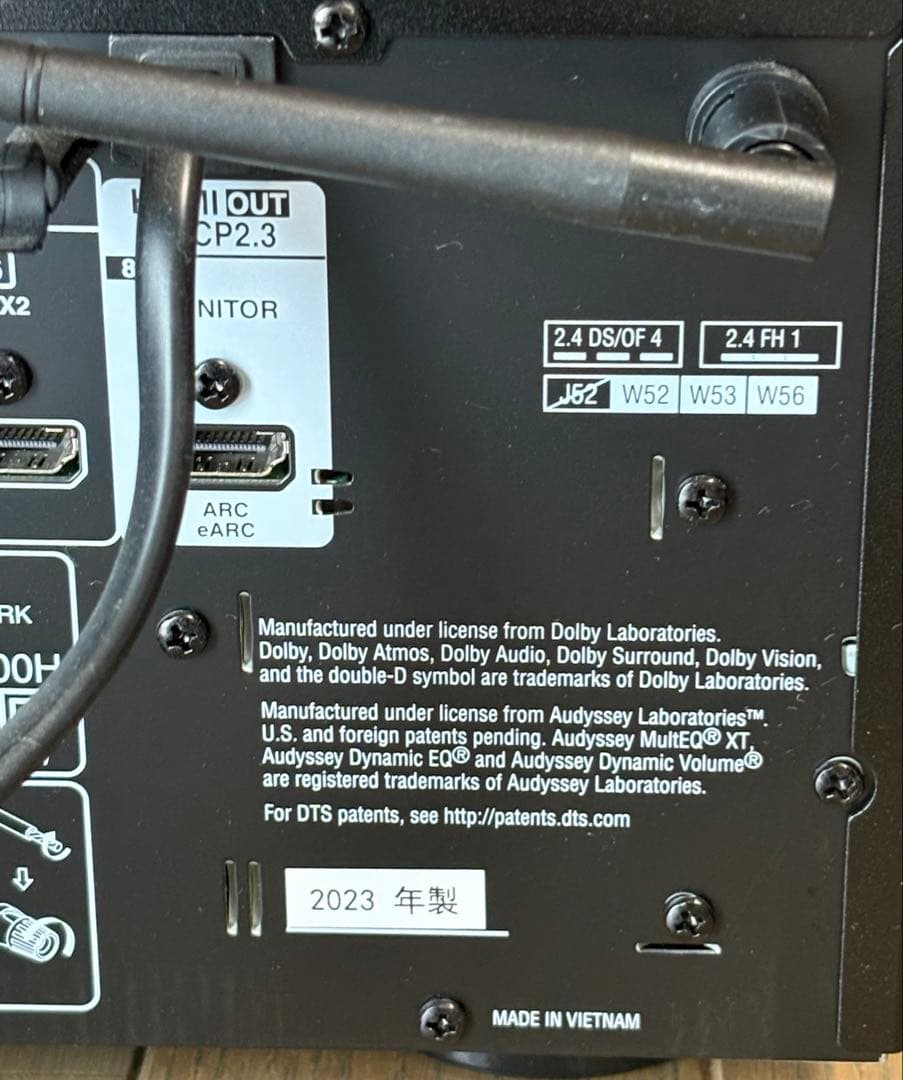 OUT
CP2.3
8
X2
NITOR
2.4 DS/OF 4
2.4 FH 1
J52 W52 W53 W56
ARC
eARC
RK
00H
Manufactured under license from Dolby Laboratories.
Dolby, Dolby Atmos, Dolby Audio, Dolby Surround, Dolby Vision,
and the double-D symbol are trademarks of Dolby Laboratories.
Manufactured under license from Audyssey Laboratories™.
U.S. and foreign patents pending. Audyssey MultEQ® XT,
Audyssey Dynamic EQ® and Audyssey Dynamic Volume®
are registered trademarks of Audyssey Laboratories.
For DTS patents, see http://patents.dts.com
2023 年製
MADE IN VIETNAM